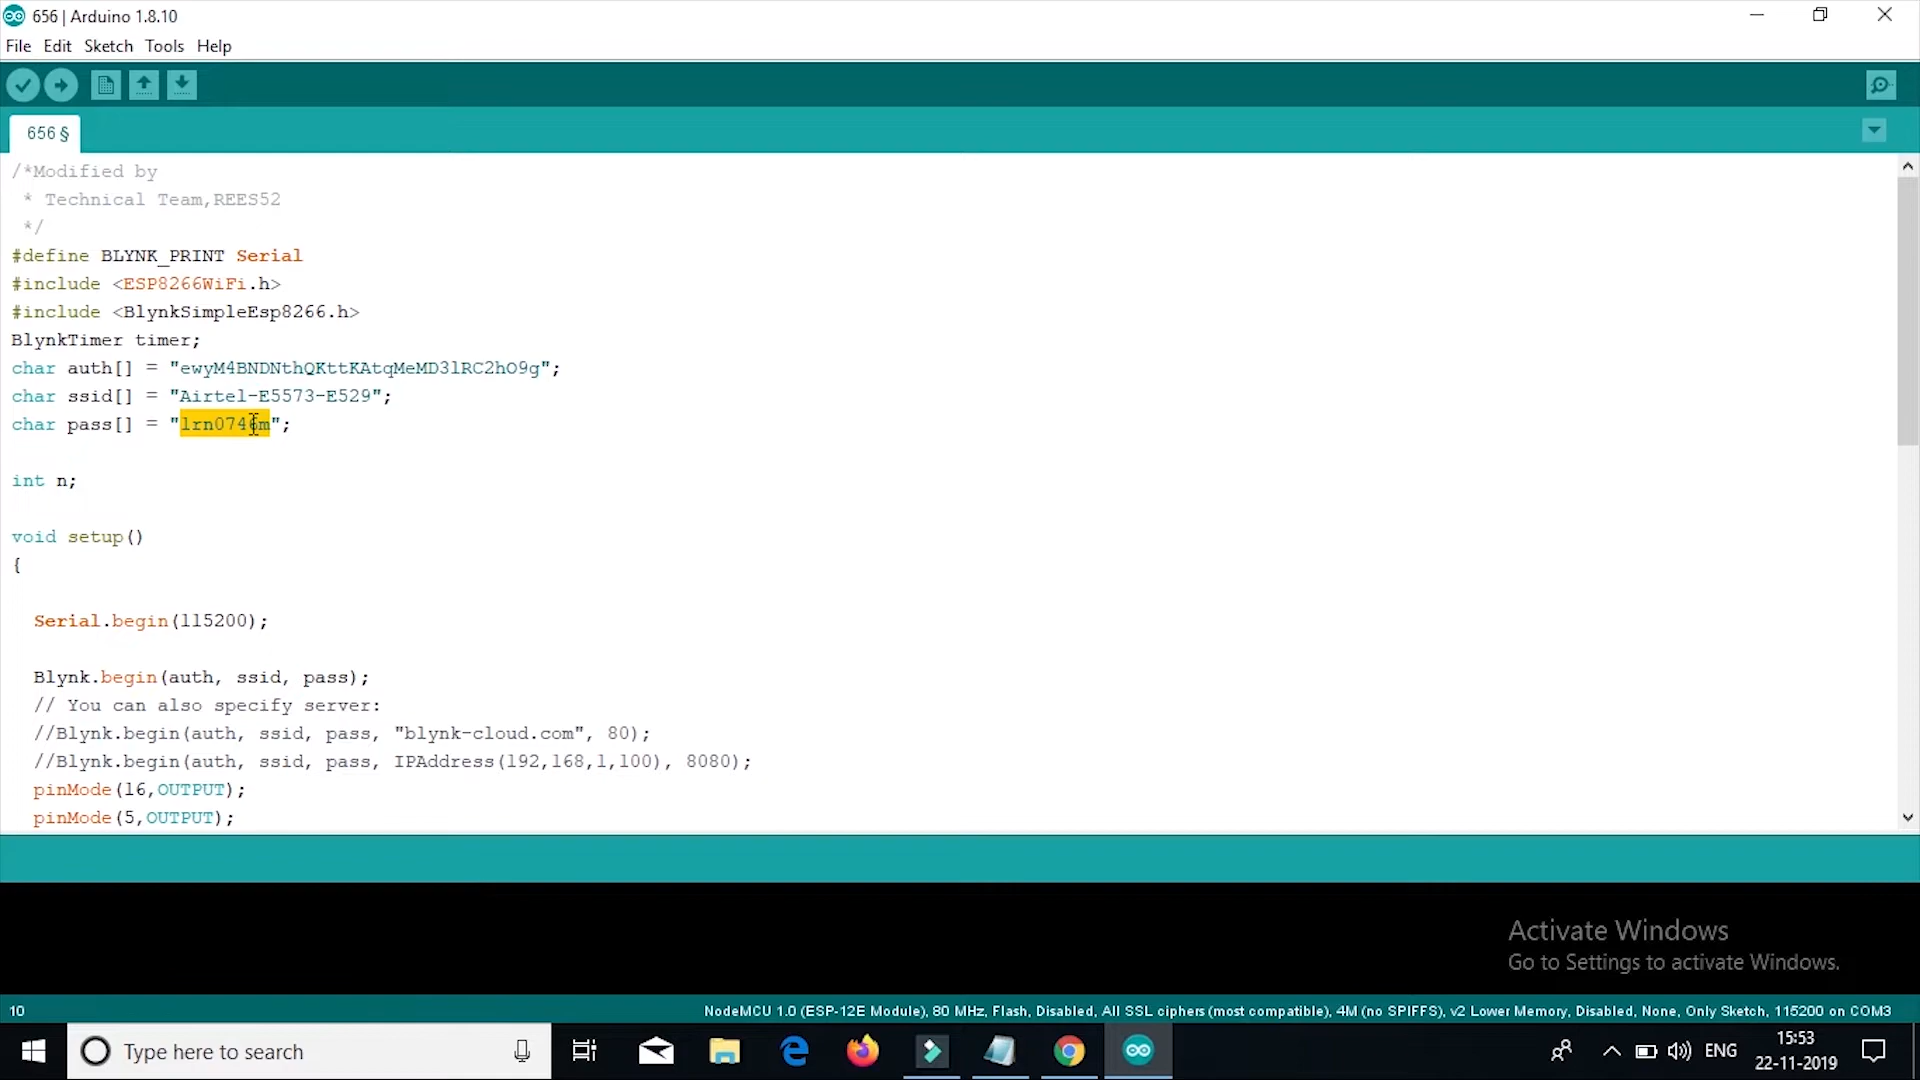 656 | Arduino 1.8.10
File Edit Sketch Tools Help
656 §
/*Modified by
* Technical Team,REES52
*/
#define BLYNK_PRINT Serial
#include <ESP8266WiFi.h>
#include <BlynkSimpleEsp8266.h>
BlynkTimer timer;
char auth[] = "ewyM4BNDNthQKttKAtqMeMD3lRC2hO9g";
char ssid[] = "Airtel-E5573-E529";
char pass[] = "lrn0746m";
int n;
void setup()
{
Serial.begin(115200);
Blynk.begin(auth, ssid, pass);
// You can also specify server:
//Blynk.begin(auth, ssid, pass, "blynk-cloud.com", 80);
//Blynk.begin(auth, ssid, pass, IPAddress(192,168,1,100), 8080);
pinMode(16,OUTPUT);
pinMode(5,OUTPUT);
Activate Windows
Go to Settings to activate Windows.
10
NodeMCU 1.0 (ESP-12E Module), 80 MHz, Flash, Disabled, All SSL ciphers (most compatible), 4M (no SPIFFS), v2 Lower Memory, Disabled, None, Only Sketch, 115200 on COM3
Type here to search
ENG
15:53
22-11-2019